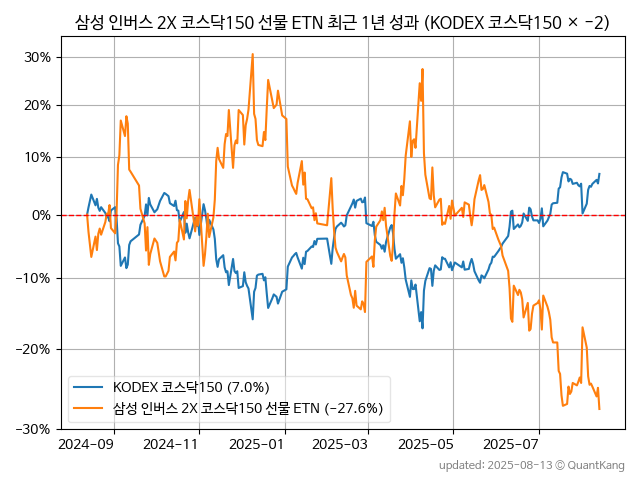 삼성 인버스 2X 코스닥150 선물 ETN 최근 1년 성과 (KODEX 코스닥150 × −2)
30%
20%
10%
0%
−10%
−20%
−30%
KODEX 코스닥150 (7.0%)
삼성 인버스 2X 코스닥150 선물 ETN (−27.6%)
2024-09 2024-11 2025-01 2025-03 2025-05 2025-07
updated: 2025-08-13 © QuantKang